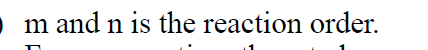 m and n is the reaction order.